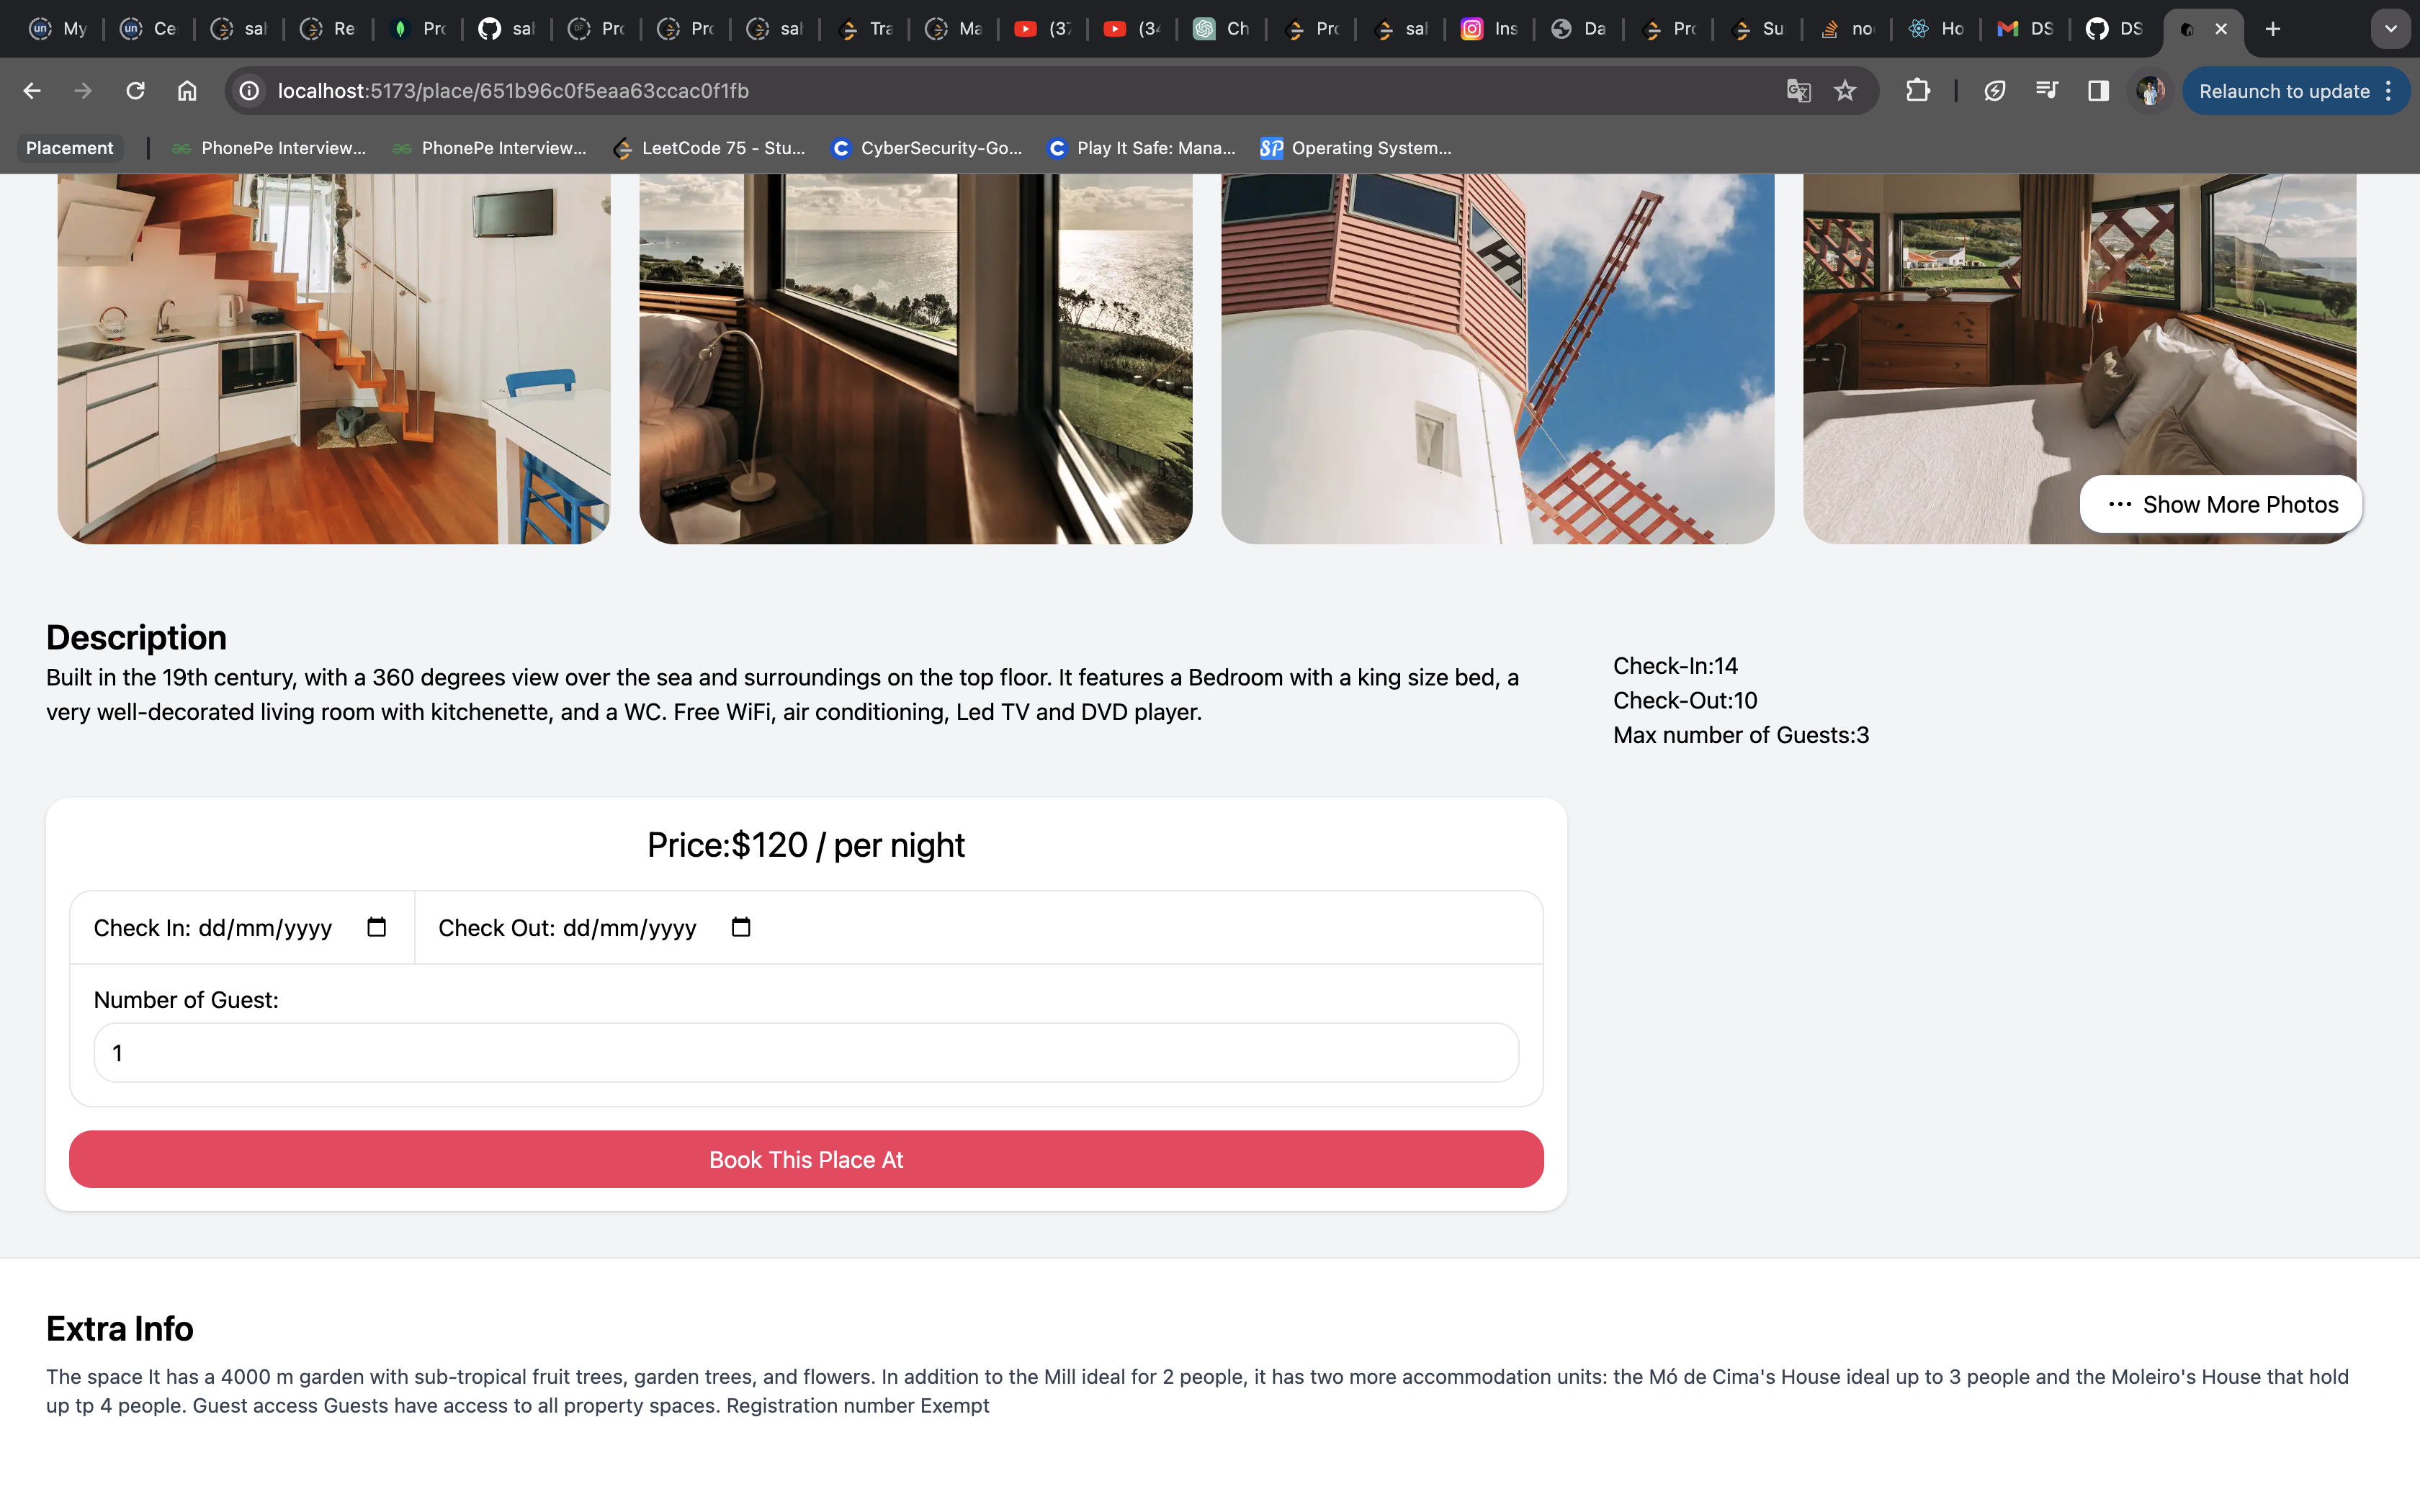 My
Ce
sal
Re
Pro
sal
Pro
Pro
sal
Tra
Ma
(37
(34
Ch
Pro
sal
Ins
Da
Pro
Su
no
Ho
DS
DS
localhost:5173/place/651b96c0f5eaa63ccac0f1fb
Relaunch to update
Placement
PhonePe Interview...
PhonePe Interview...
LeetCode 75 - Stu...
CyberSecurity-Go...
Play It Safe: Mana...
Operating System...
Show More Photos
Description
Built in the 19th century, with a 360 degrees view over the sea and surroundings on the top floor. It features a Bedroom with a king size bed, a
very well-decorated living room with kitchenette, and a WC. Free WiFi, air conditioning, Led TV and DVD player.
Check-In:14
Check-Out:10
Max number of Guests:3
Price:$120 / per night
Check In: dd/mm/yyyy
Check Out: dd/mm/yyyy
Number of Guest:
1
Book This Place At
Extra Info
The space It has a 4000 m garden with sub-tropical fruit trees, garden trees, and flowers. In addition to the Mill ideal for 2 people, it has two more accommodation units: the Mó de Cima's House ideal up to 3 people and the Moleiro's House that hold
up tp 4 people. Guest access Guests have access to all property spaces. Registration number Exempt